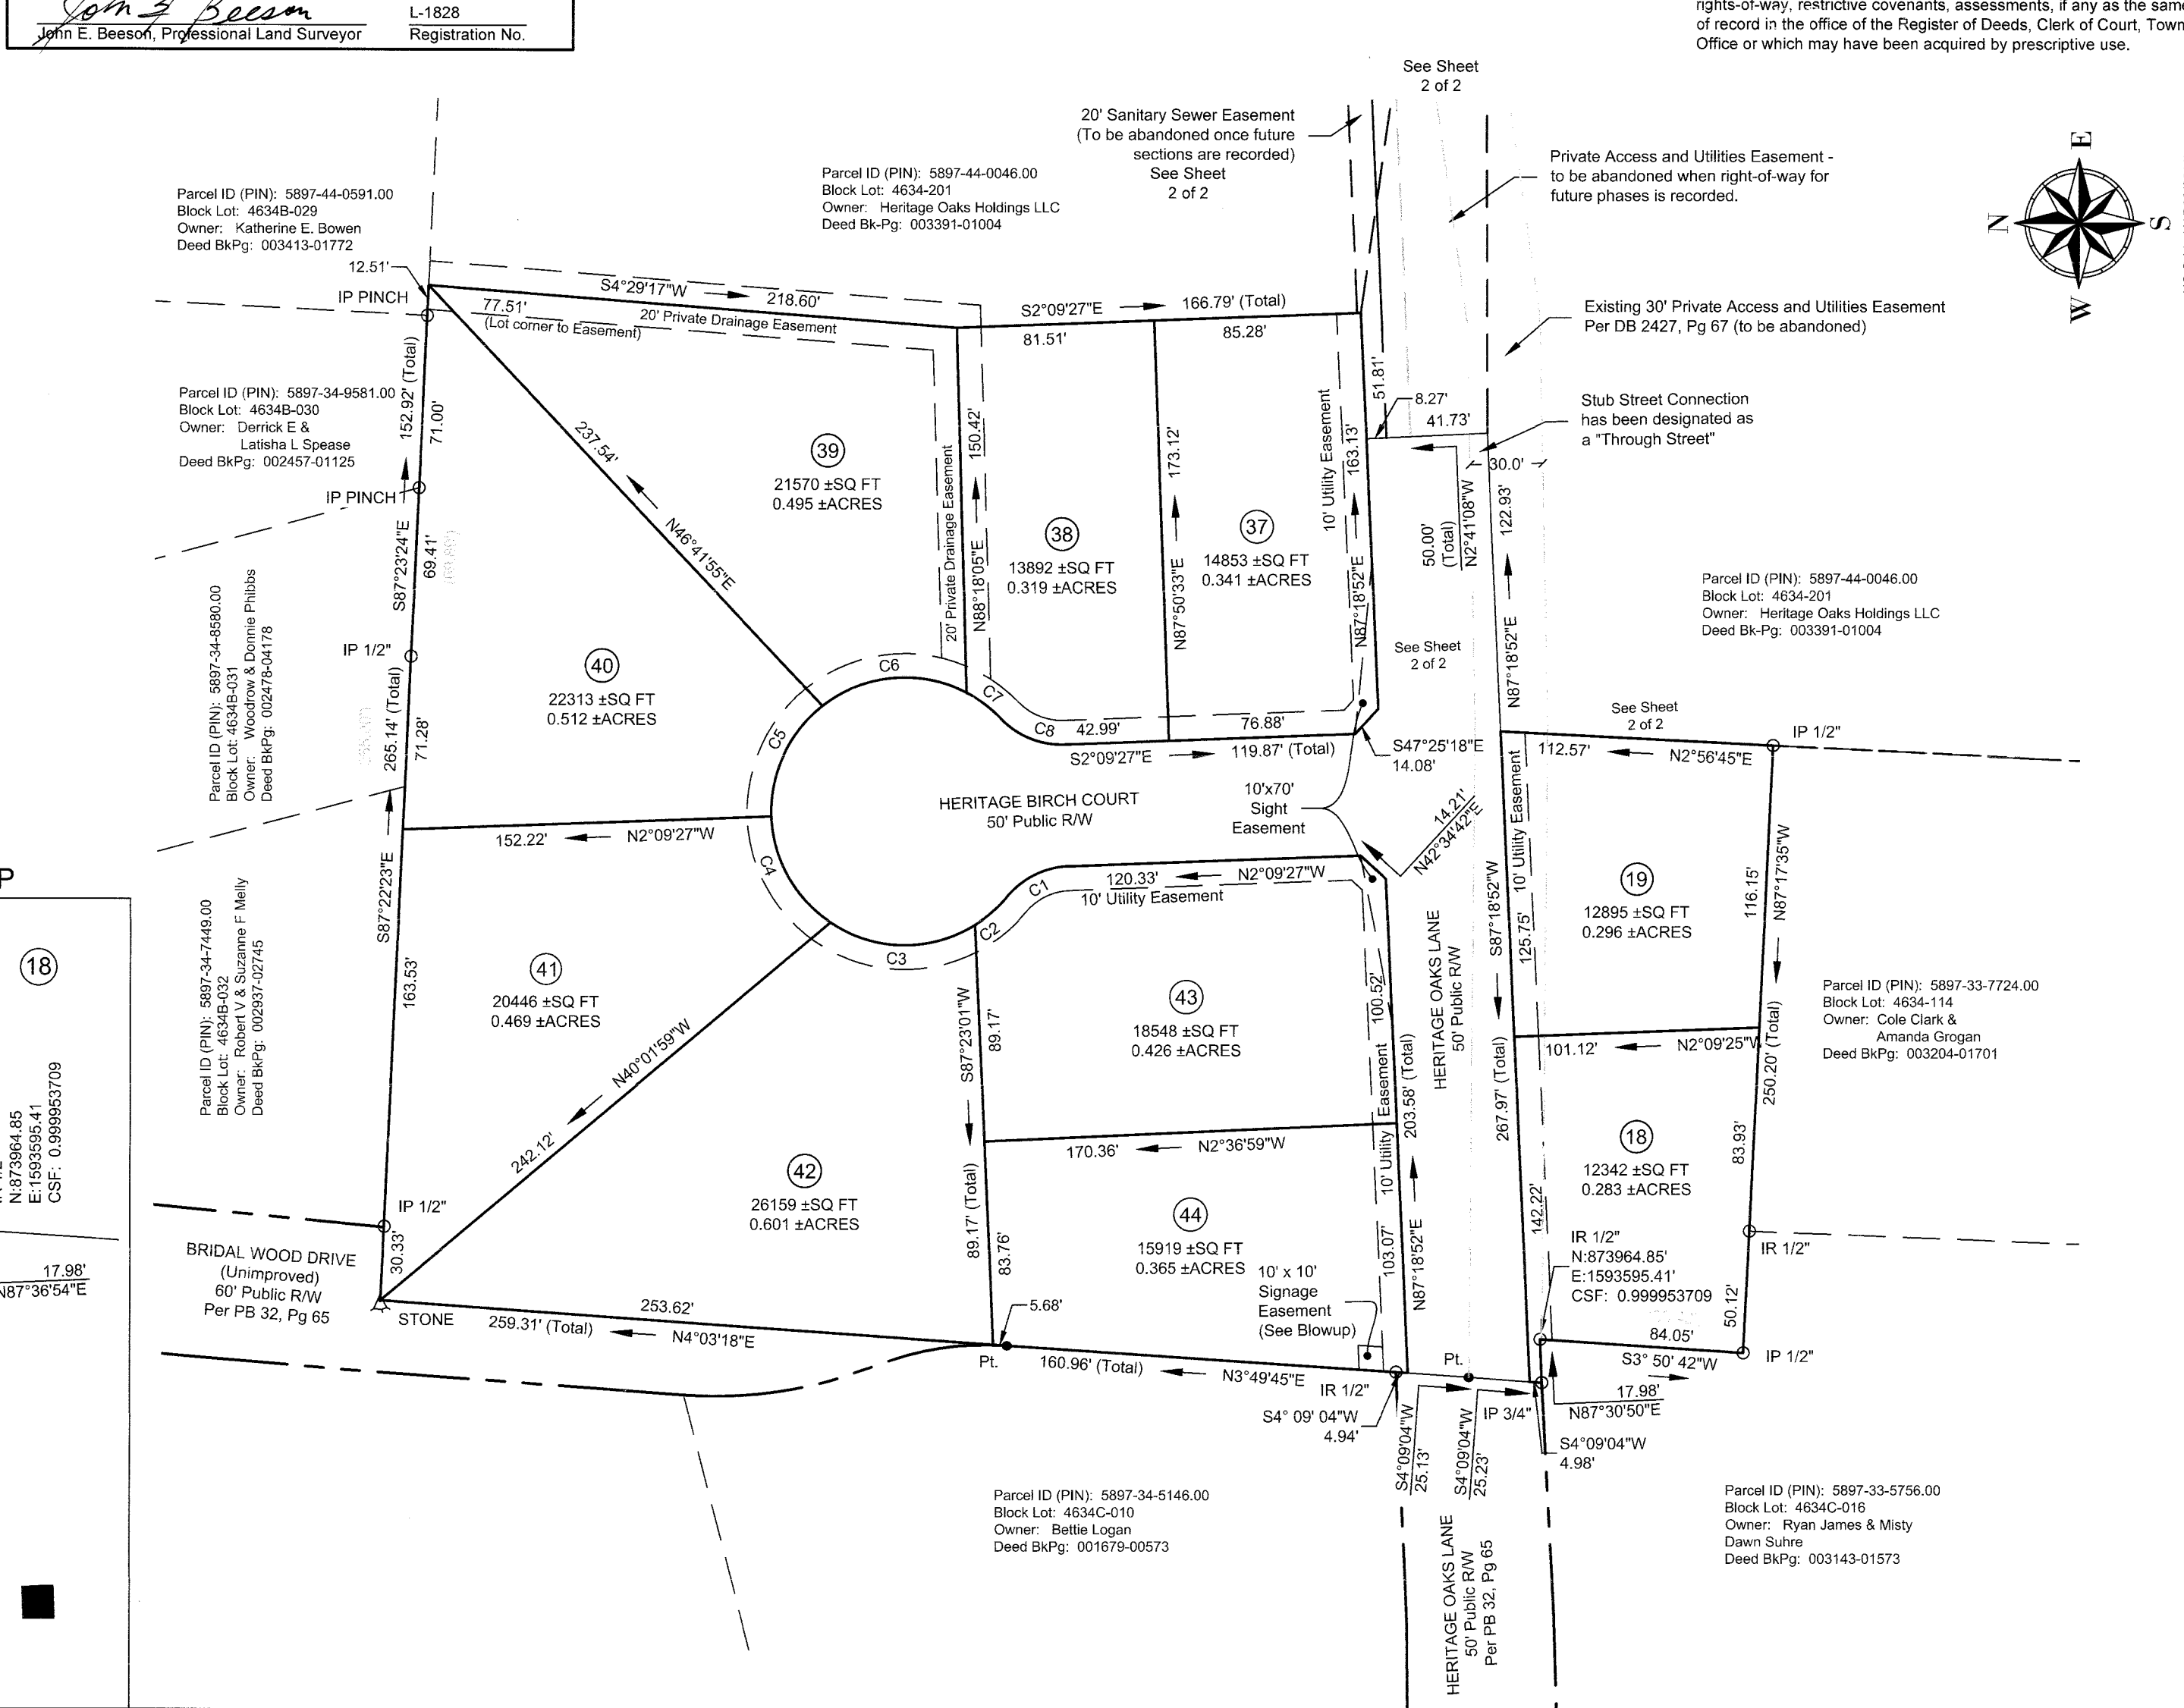 John E. Beeson
L-1828
John E. Beeson, Professional Land Surveyor
Registration No.
rights-of-way, restrictive covenants, assessments, if any as the same
of record in the office of the Register of Deeds, Clerk of Court, Town
Office or which may have been acquired by prescriptive use.
See Sheet
2 of 2
20' Sanitary Sewer Easement
(To be abandoned once future
sections are recorded)
See Sheet
2 of 2
Private Access and Utilities Easement -
to be abandoned when right-of-way for
future phases is recorded.
N
E
S
W
Parcel ID (PIN): 5897-44-0591.00
Block Lot: 4634B-029
Owner: Katherine E. Bowen
Deed BkPg: 003413-01772
Parcel ID (PIN): 5897-44-0046.00
Block Lot: 4634-201
Owner: Heritage Oaks Holdings LLC
Deed Bk-Pg: 003391-01004
12.51'
IP PINCH
77.51'
(Lot corner to Easement)
S4°29'17"W
218.60'
20' Private Drainage Easement
S2°09'27"E
166.79' (Total)
81.51'
85.28'
Existing 30' Private Access and Utilities Easement
Per DB 2427, Pg 67 (to be abandoned)
Stub Street Connection
has been designated as
a "Through Street"
Parcel ID (PIN): 5897-34-9581.00
Block Lot: 4634B-030
Owner: Derrick E &
Latisha L Spease
Deed BkPg: 002457-01125
152.92' (Total)
71.00'
IP PINCH
S87°23'24"E
69.41'
237.54'
N46°41'55"E
39
21570 ±SQ FT
0.495 ±ACRES
20' Private Drainage Easement
N88°18'05"E
150.42'
38
13892 ±SQ FT
0.319 ±ACRES
N87°50'33"E
173.12'
37
14853 ±SQ FT
0.341 ±ACRES
10' Utility Easement
N87°18'52"E
163.13'
51.81'
8.27'
41.73'
30.0'
50.00'
(Total)
N2°41'08"W
122.93'
N87°18'52"E
Parcel ID (PIN): 5897-44-0046.00
Block Lot: 4634-201
Owner: Heritage Oaks Holdings LLC
Deed Bk-Pg: 003391-01004
Parcel ID (PIN): 5897-34-8580.00
Block Lot: 4634B-031
Owner: Woodrow & Donnie Phibbs
Deed BkPg: 002478-04178
IP 1/2"
265.14' (Total)
71.28'
40
22313 ±SQ FT
0.512 ±ACRES
C6
C7
C5
C8
42.99'
76.88'
S2°09'27"E
119.87' (Total)
S47°25'18"E
14.08'
See Sheet
2 of 2
See Sheet
2 of 2
IP 1/2"
112.57'
N2°56'45"E
152.22'
N2°09'27"W
HERITAGE BIRCH COURT
50' Public R/W
10'x70'
Sight
Easement
14.21'
N42°34'42"E
C4
C1
C2
C3
120.33'
N2°09'27"W
10' Utility Easement
Parcel ID (PIN): 5897-34-7449.00
Block Lot: 4634B-032
Owner: Robert V & Suzanne F Melly
Deed BkPg: 002937-02745
S87°22'23"E
163.53'
41
20446 ±SQ FT
0.469 ±ACRES
N40°01'59"W
242.12'
S87°23'01"W
89.17'
43
18548 ±SQ FT
0.426 ±ACRES
100.52'
203.58' (Total)
HERITAGE OAKS LANE
50' Public R/W
S87°18'52"W
267.97' (Total)
10' Utility Easement
125.75'
19
12895 ±SQ FT
0.296 ±ACRES
116.15'
N87°17'35"W
101.12'
N2°09'25"W
250.20' (Total)
Parcel ID (PIN): 5897-33-7724.00
Block Lot: 4634-114
Owner: Cole Clark &
Amanda Grogan
Deed BkPg: 003204-01701
P
18
N:873964.85
E:1593595.41
CSF: 0.999953709
17.98'
N87°36'54"E
170.36'
N2°36'59"W
10' Utility Easement
18
12342 ±SQ FT
0.283 ±ACRES
83.93'
142.22'
42
26159 ±SQ FT
0.601 ±ACRES
89.17' (Total)
83.76'
44
15919 ±SQ FT
0.365 ±ACRES
10' x 10'
Signage
Easement
(See Blowup)
103.07'
N87°18'52"E
IR 1/2"
N:873964.85'
E:1593595.41'
CSF: 0.999953709
IR 1/2"
50.12'
84.05'
S3° 50' 42"W
IP 1/2"
IP 1/2"
30.33'
BRIDAL WOOD DRIVE
(Unimproved)
60' Public R/W
Per PB 32, Pg 65
STONE
253.62'
259.31' (Total)
N4°03'18"E
5.68'
Pt.
160.96' (Total)
N3°49'45"E
IR 1/2"
Pt.
S4° 09' 04"W
4.94'
S4°09'04"W
25.13'
S4°09'04"W
25.23'
IP 3/4"
17.98'
N87°30'50"E
S4°09'04"W
4.98'
Parcel ID (PIN): 5897-34-5146.00
Block Lot: 4634C-010
Owner: Bettie Logan
Deed BkPg: 001679-00573
HERITAGE OAKS LANE
50' Public R/W
Per PB 32, Pg 65
Parcel ID (PIN): 5897-33-5756.00
Block Lot: 4634C-016
Owner: Ryan James & Misty
Dawn Suhre
Deed BkPg: 003143-01573